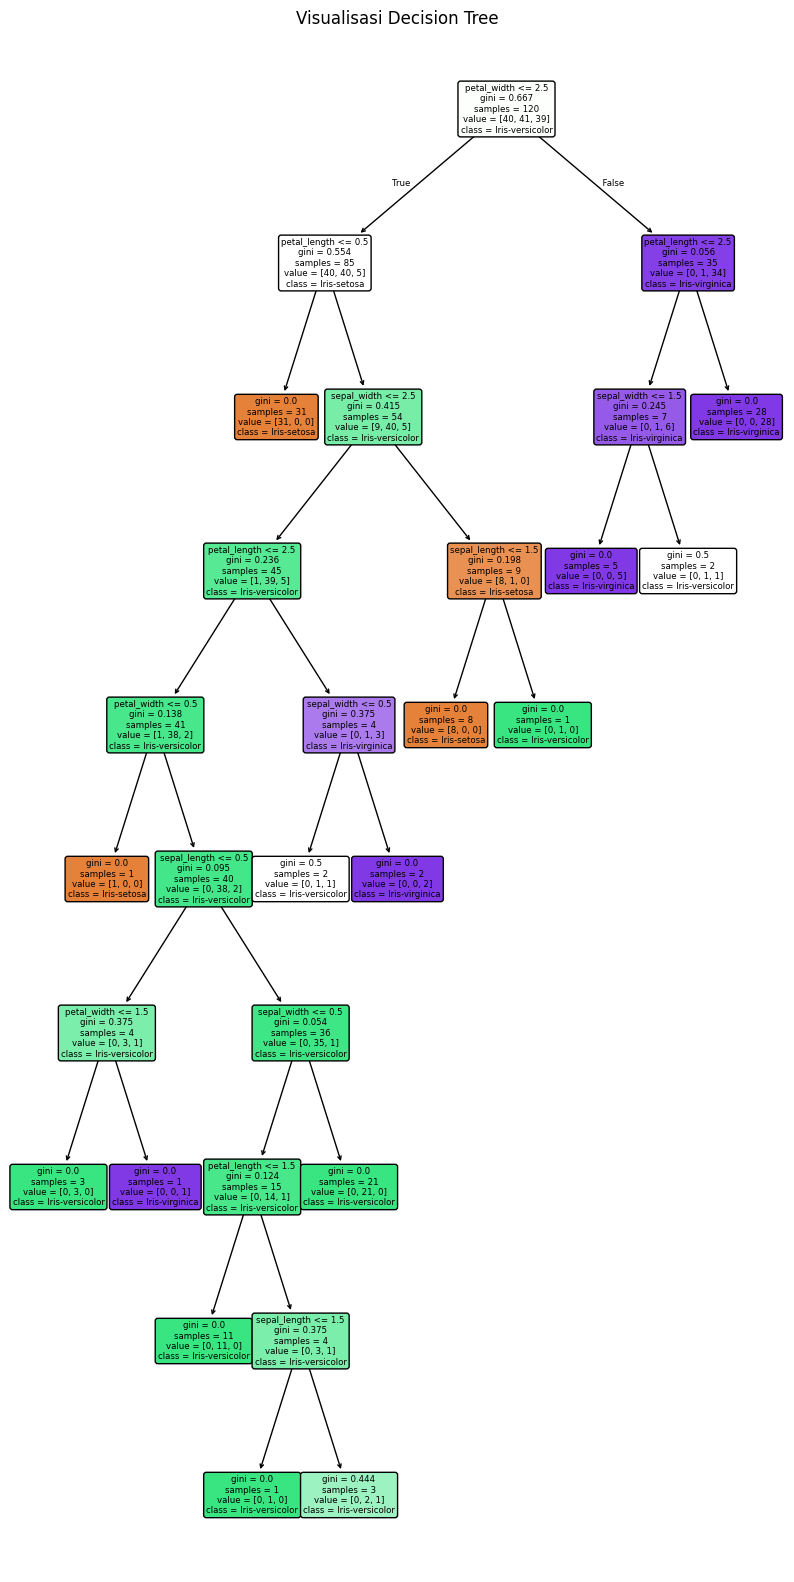 Visualisasi Decision Tree
petal_width <= 2.5
gini = 0.667
samples = 120
value = [40, 41, 39]
class = Iris-versicolor
True
False
petal_length <= 0.5
gini = 0.554
samples = 85
value = [40, 40, 5]
class = Iris-setosa
petal_length <= 2.5
gini = 0.056
samples = 35
value = [0, 1, 34]
class = Iris-virginica
gini = 0.0
samples = 31
value = [31, 0, 0]
class = Iris-setosa
sepal_width <= 2.5
gini = 0.415
samples = 54
value = [9, 40, 5]
class = Iris-versicolor
sepal_width <= 1.5
gini = 0.245
samples = 7
value = [0, 1, 6]
class = Iris-virginica
gini = 0.0
samples = 28
value = [0, 0, 28]
class = Iris-virginica
petal_length <= 2.5
gini = 0.236
samples = 45
value = [1, 39, 5]
class = Iris-versicolor
sepal_length <= 1.5
gini = 0.198
samples = 9
value = [8, 1, 0]
class = Iris-setosa
gini = 0.0
samples = 5
value = [0, 0, 5]
class = Iris-virginica
gini = 0.5
samples = 2
value = [0, 1, 1]
class = Iris-versicolor
petal_width <= 0.5
gini = 0.138
samples = 41
value = [1, 38, 2]
class = Iris-versicolor
sepal_width <= 0.5
gini = 0.375
samples = 4
value = [0, 1, 3]
class = Iris-virginica
gini = 0.0
samples = 8
value = [8, 0, 0]
class = Iris-setosa
gini = 0.0
samples = 1
value = [0, 1, 0]
class = Iris-versicolor
gini = 0.0
samples = 1
value = [1, 0, 0]
class = Iris-setosa
sepal_length <= 0.5
gini = 0.095
samples = 40
value = [0, 38, 2]
class = Iris-versicolor
gini = 0.5
samples = 2
value = [0, 1, 1]
class = Iris-versicolor
gini = 0.0
samples = 2
value = [0, 0, 2]
class = Iris-virginica
petal_width <= 1.5
gini = 0.375
samples = 4
value = [0, 3, 1]
class = Iris-versicolor
sepal_width <= 0.5
gini = 0.054
samples = 36
value = [0, 35, 1]
class = Iris-versicolor
gini = 0.0
samples = 3
value = [0, 3, 0]
class = Iris-versicolor
gini = 0.0
samples = 1
value = [0, 0, 1]
class = Iris-virginica
petal_length <= 1.5
gini = 0.124
samples = 15
value = [0, 14, 1]
class = Iris-versicolor
gini = 0.0
samples = 21
value = [0, 21, 0]
class = Iris-versicolor
gini = 0.0
samples = 11
value = [0, 11, 0]
class = Iris-versicolor
sepal_length <= 1.5
gini = 0.375
samples = 4
value = [0, 3, 1]
class = Iris-versicolor
gini = 0.0
samples = 1
value = [0, 1, 0]
class = Iris-versicolor
gini = 0.444
samples = 3
value = [0, 2, 1]
class = Iris-versicolor